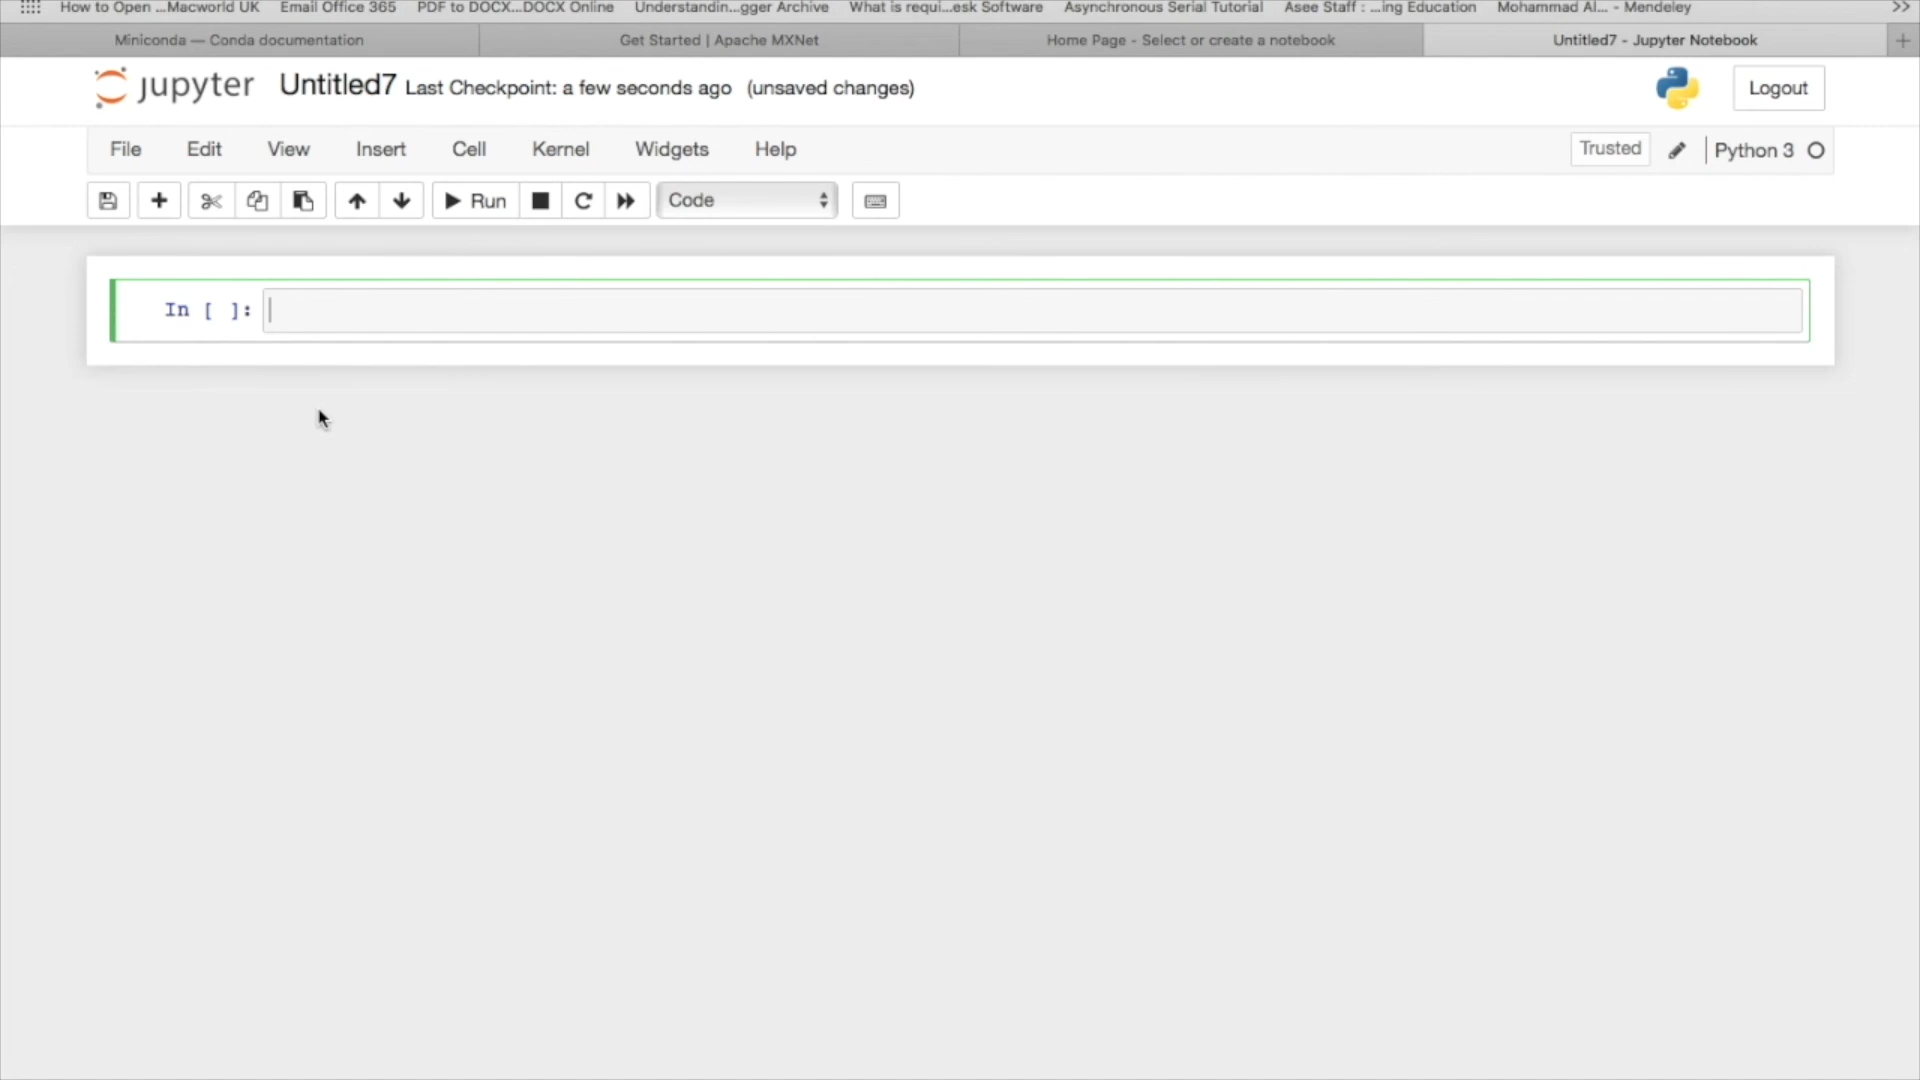 How to Open ...Macworld UK Email Office 365 PDF to DOCX...DOCX Online Understandin...gger Archive What is requi...esk Software Asynchronous Serial Tutorial Asee Staff : ...ing Education Mohammad Al... - Mendeley >>
Miniconda — Conda documentation Get Started | Apache MXNet Home Page - Select or create a notebook Untitled7 - Jupyter Notebook +
jupyter Untitled7 Last Checkpoint: a few seconds ago (unsaved changes) Logout
File Edit View Insert Cell Kernel Widgets Help Trusted Python 3
Run Code
In [ ]: